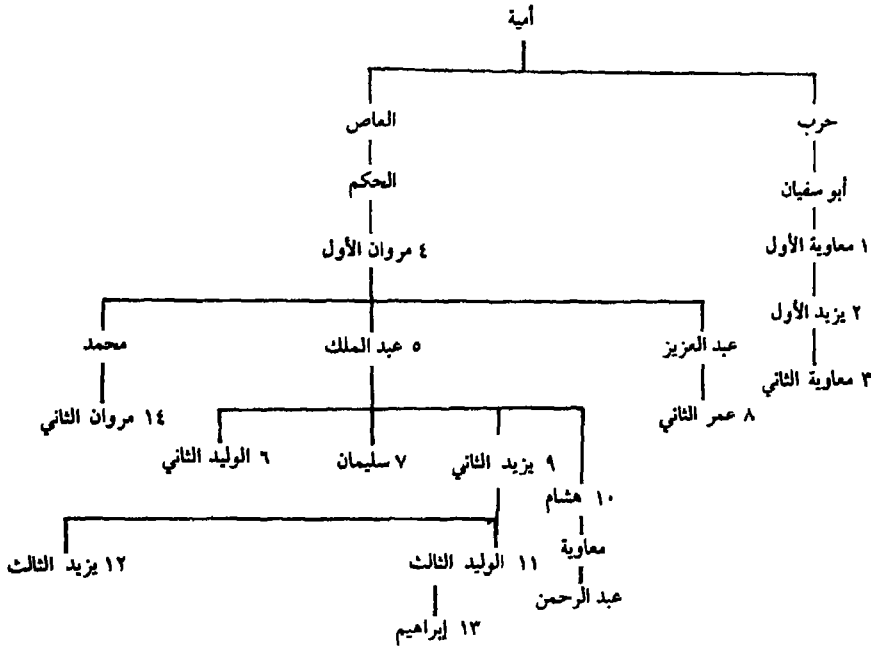 أمية
حرب
العاص
أبو سفيان
الحكم
١ معاوية الأول
٤ مروان الأول
٢ يزيد الأول
عبد العزيز
٥ عبد الملك
محمد
٣ معاوية الثاني
٨ عمر الثاني
١٤ مروان الثاني
٩ يزيد الثاني
٧ سليمان
٦ الوليد الثاني
١٠ هشام
معاوية
١١ الوليد الثالث
١٢ يزيد الثالث
عبد الرحمن
١٣ إبراهيم